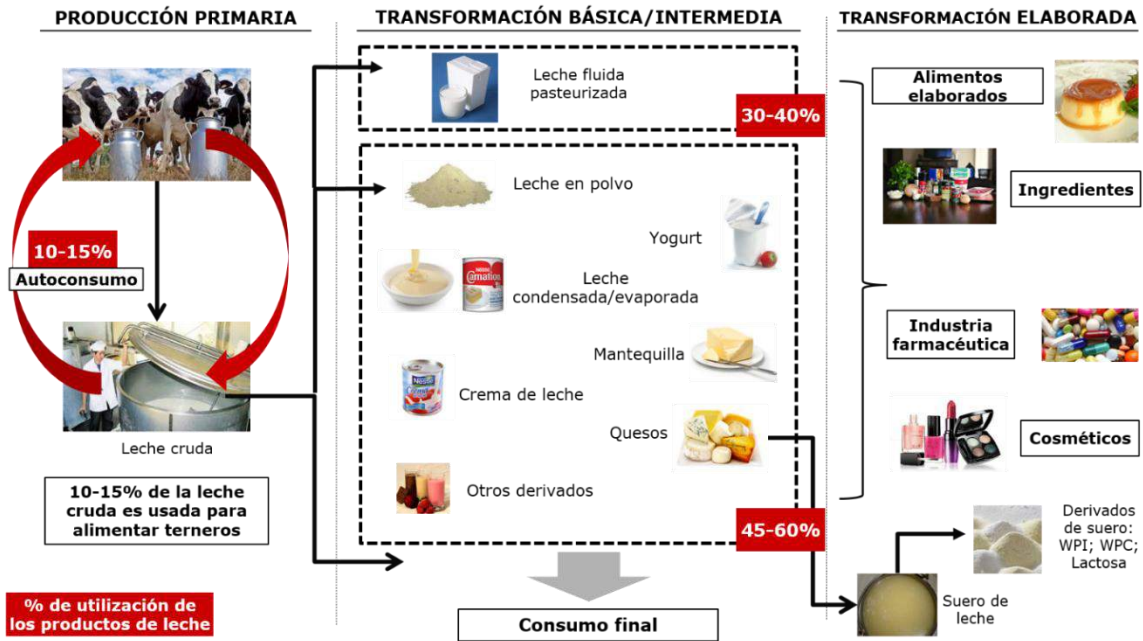 PRODUCCIÓN PRIMARIA
10-15%
Autoconsumo
Leche cruda
10-15% de la leche
cruda es usada para
alimentar terneros
% de utilización de
los productos de leche
TRANSFORMACIÓN BÁSICA/INTERMEDIA
Leche fluida
pasteurizada
30-40%
Leche en polvo
Yogurt
Carnation
Leche
condensada/evaporada
Mantequilla
Nestlé
Crema de leche
Quesos
Otros derivados
45-60%
Consumo final
TRANSFORMACIÓN ELABORADA
Alimentos
elaborados
Ingredientes
Industria
farmacéutica
Cosméticos
Derivados
de suero:
WPI; WPC;
Lactosa
Suero de
leche